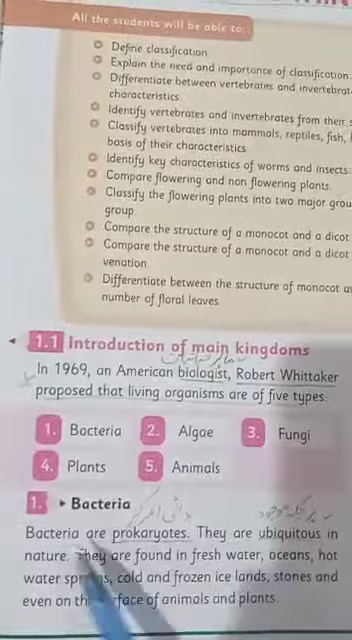 All the students will be able to:
Define classification
Explain the need and importance of classification.
Differentiate between vertebrates and
characteristics
Identify vertebrates and invertebrates from their
Classify vertebrates into mammals, reptiles, fish,
basis of their characteristics
Identify key characteristics of worms and insects
Compare flowering and non flowering plants
Classify the flowering plants into two major
group
Compare the structure of a monocot and a dicot
Compare the structure of a monocot and a dicot
venation
Differentiate between the structure of monocot
number of floral leaves
1.1 Introduction of main kingdoms
In 1969, an American biologist, Robert Whittaker
proposed that living organisms are of five types:
1. Bacteria 2. Algae 3. Fungi
4. Plants 5. Animals
1. Bacteria
Bacteria are prokaryotes. They are ubiquitous in
nature. They are found in fresh water, oceans, hot
water cold and frozen ice lands, stones and
even on of animals and plants.